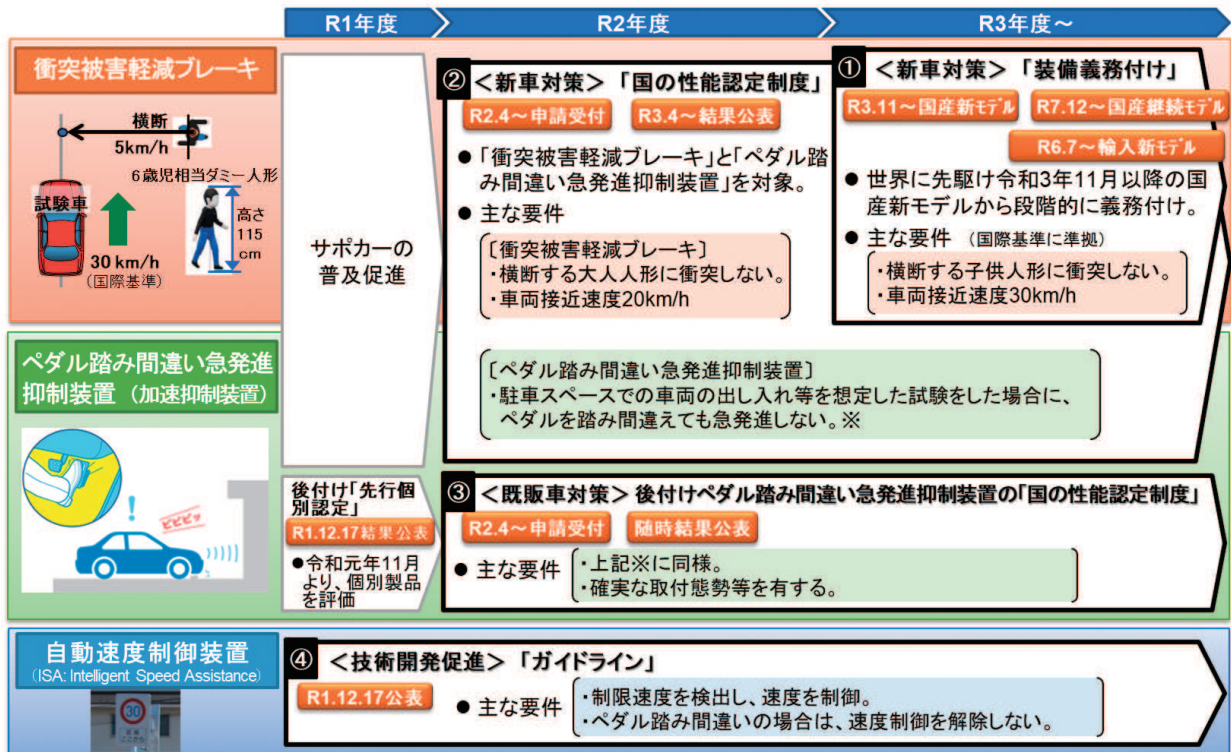 R1年度
R2年度
R3年度～
衝突被害軽減ブレーキ
横断
5km/h
6歳児相当ダミー人形
試験車
高さ
115
cm
30 km/h
(国際基準)
サポカーの
普及促進
② ＜新車対策＞「国の性能認定制度」
R2.4～申請受付
R3.4～結果公表
●「衝突被害軽減ブレーキ」と「ペダル踏
み間違い急発進抑制装置」を対象。
● 主な要件
〔衝突被害軽減ブレーキ〕
・横断する大人人形に衝突しない。
・車両接近速度20km/h
① ＜新車対策＞「装備義務付け」
R3.11～国産新ﾓﾃﾞﾙ
R7.12～国産継続ﾓﾃﾞﾙ
R6.7～輸入新ﾓﾃﾞﾙ
● 世界に先駆け令和3年11月以降の国
産新モデルから段階的に義務付け。
● 主な要件 (国際基準に準拠)
・横断する子供人形に衝突しない。
・車両接近速度30km/h
ペダル踏み間違い急発進
抑制装置 (加速抑制装置)
!
ピピピッ
〔ペダル踏み間違い急発進抑制装置〕
・駐車スペースでの車両の出し入れ等を想定した試験をした場合に、
ペダルを踏み間違えても急発進しない。※
後付け「先行個
別認定」
R1.12.17結果公表
●令和元年11月
より、個別製品
を評価
③ ＜既販車対策＞後付けペダル踏み間違い急発進抑制装置の「国の性能認定制度」
R2.4～申請受付
随時結果公表
● 主な要件
・上記※に同様。
・確実な取付態勢等を有する。
自動速度制御装置
(ISA: Intelligent Speed Assistance)
30
④ ＜技術開発促進＞「ガイドライン」
R1.12.17公表
● 主な要件
・制限速度を検出し、速度を制御。
・ペダル踏み間違いの場合は、速度制御を解除しない。